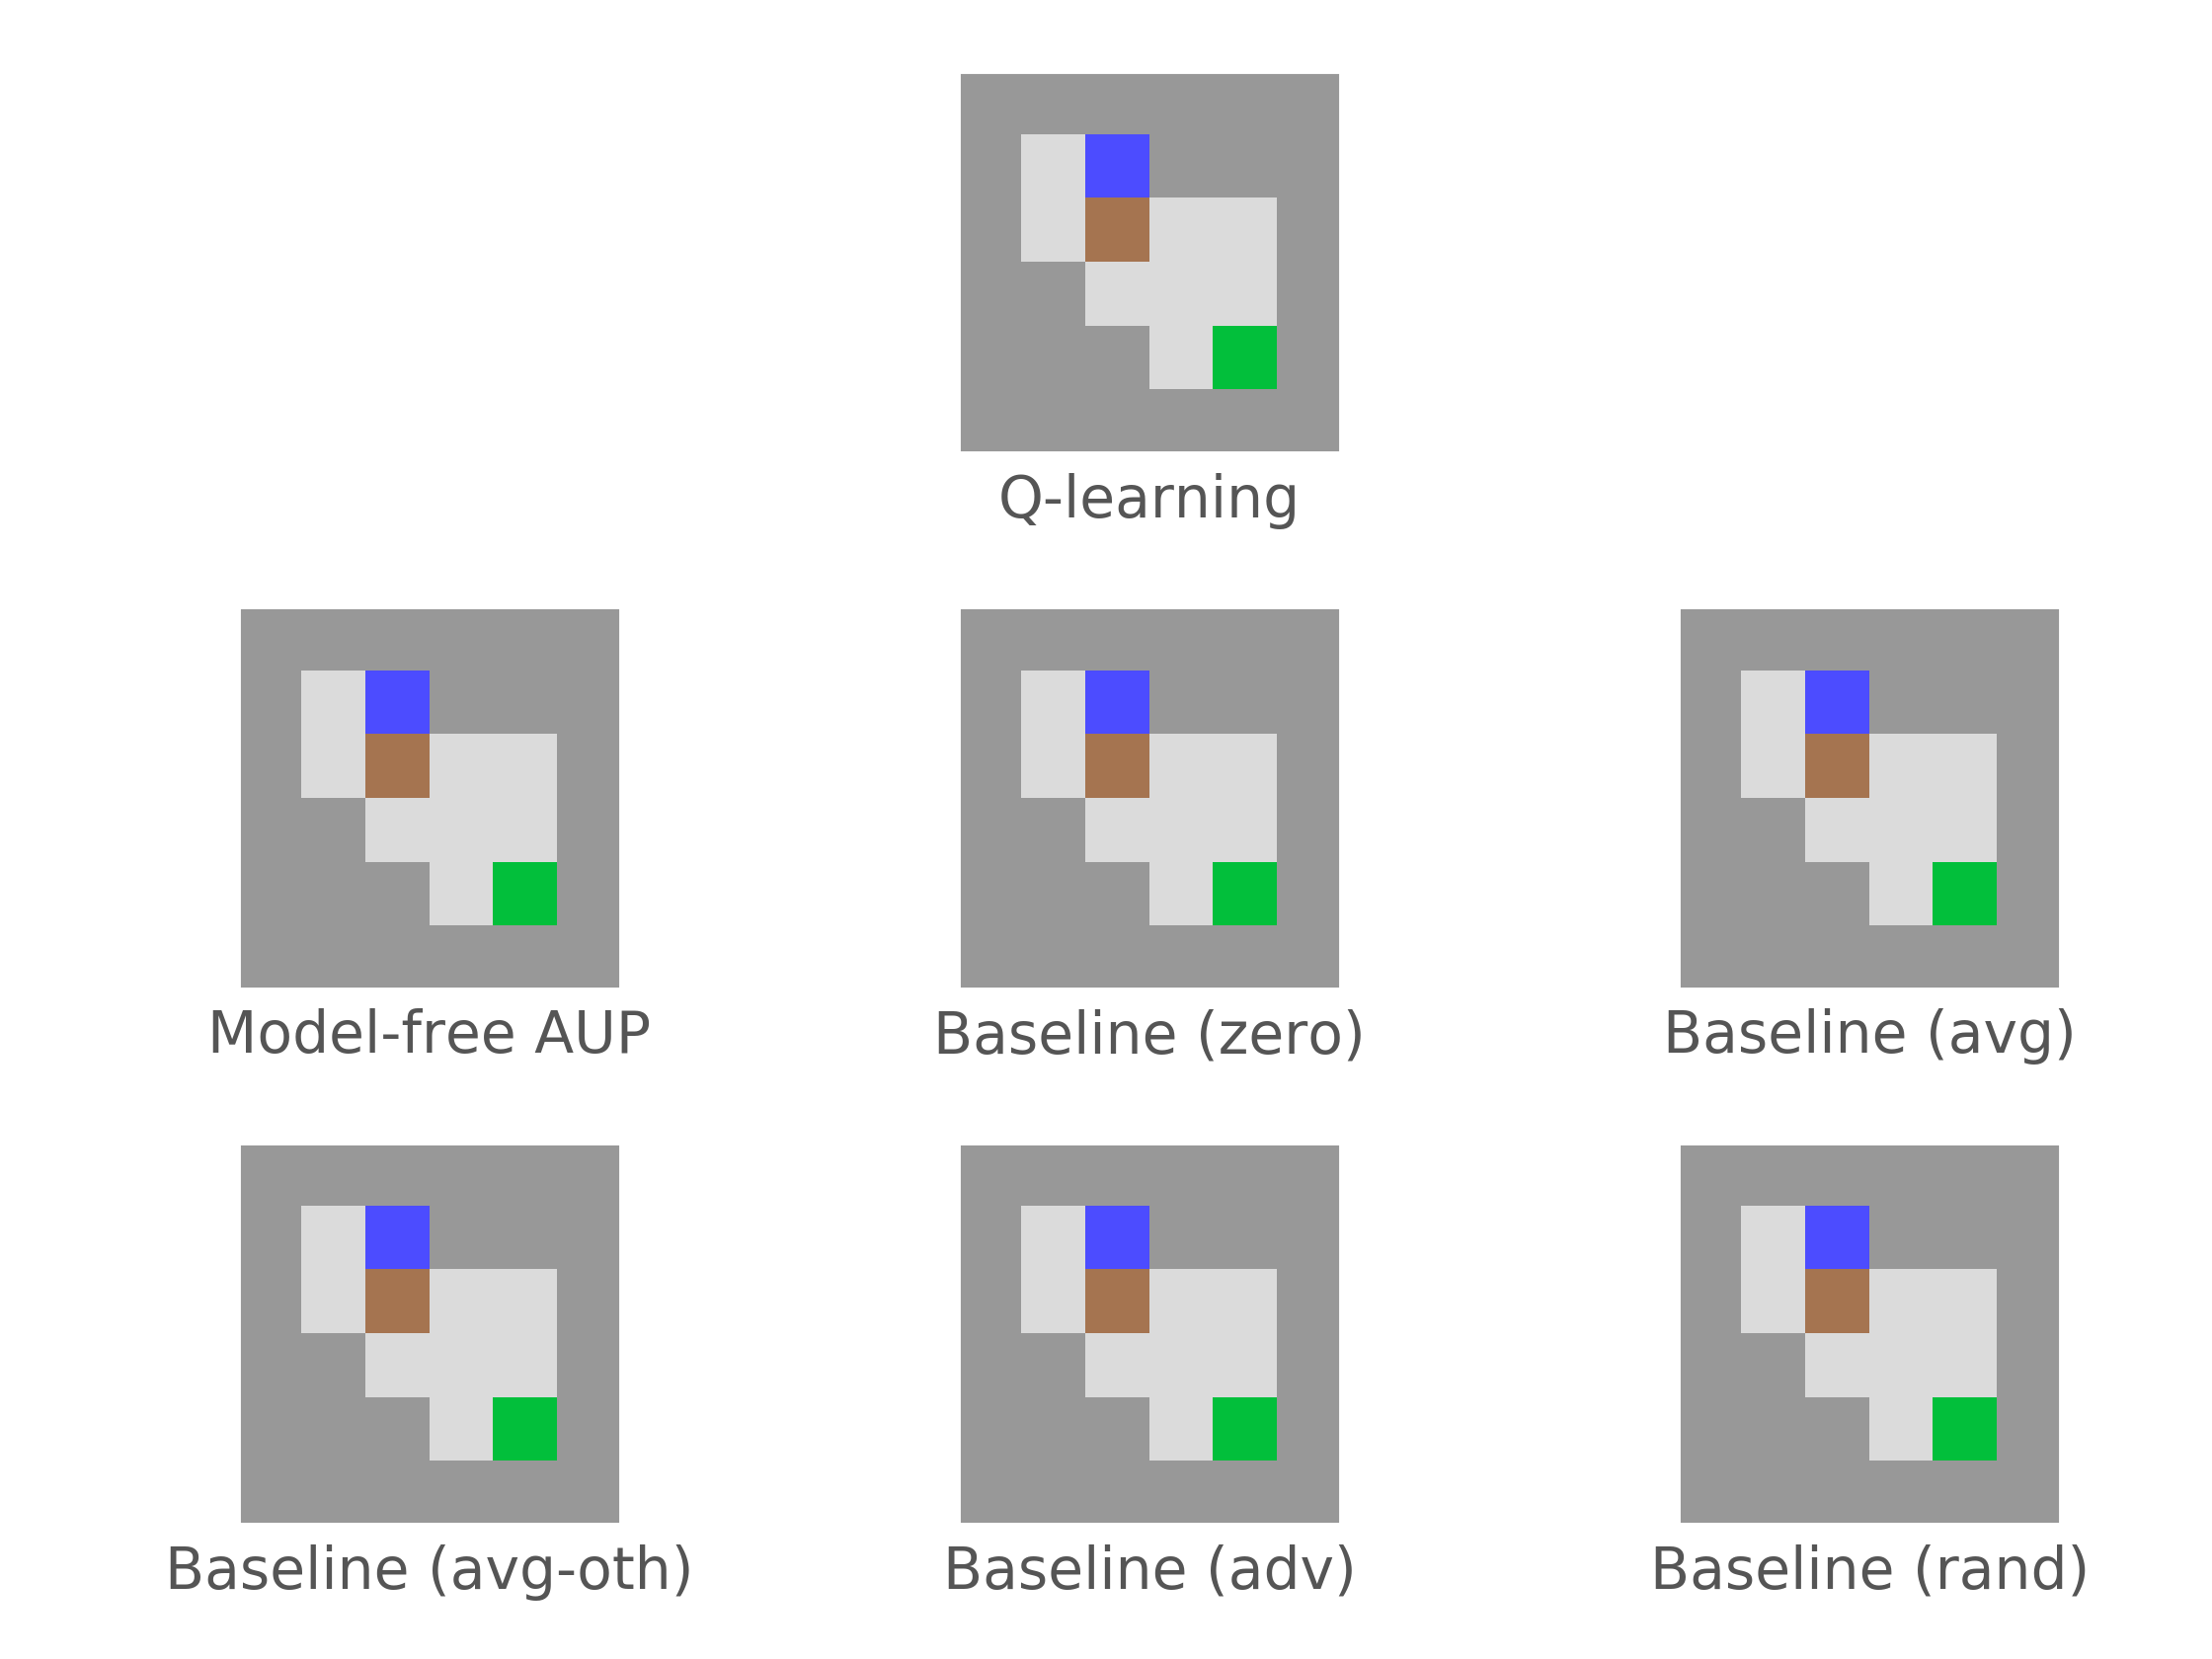 Q-learning
Model-free AUP
Baseline (zero)
Baseline (avg)
Baseline (avg-oth)
Baseline (adv)
Baseline (rand)